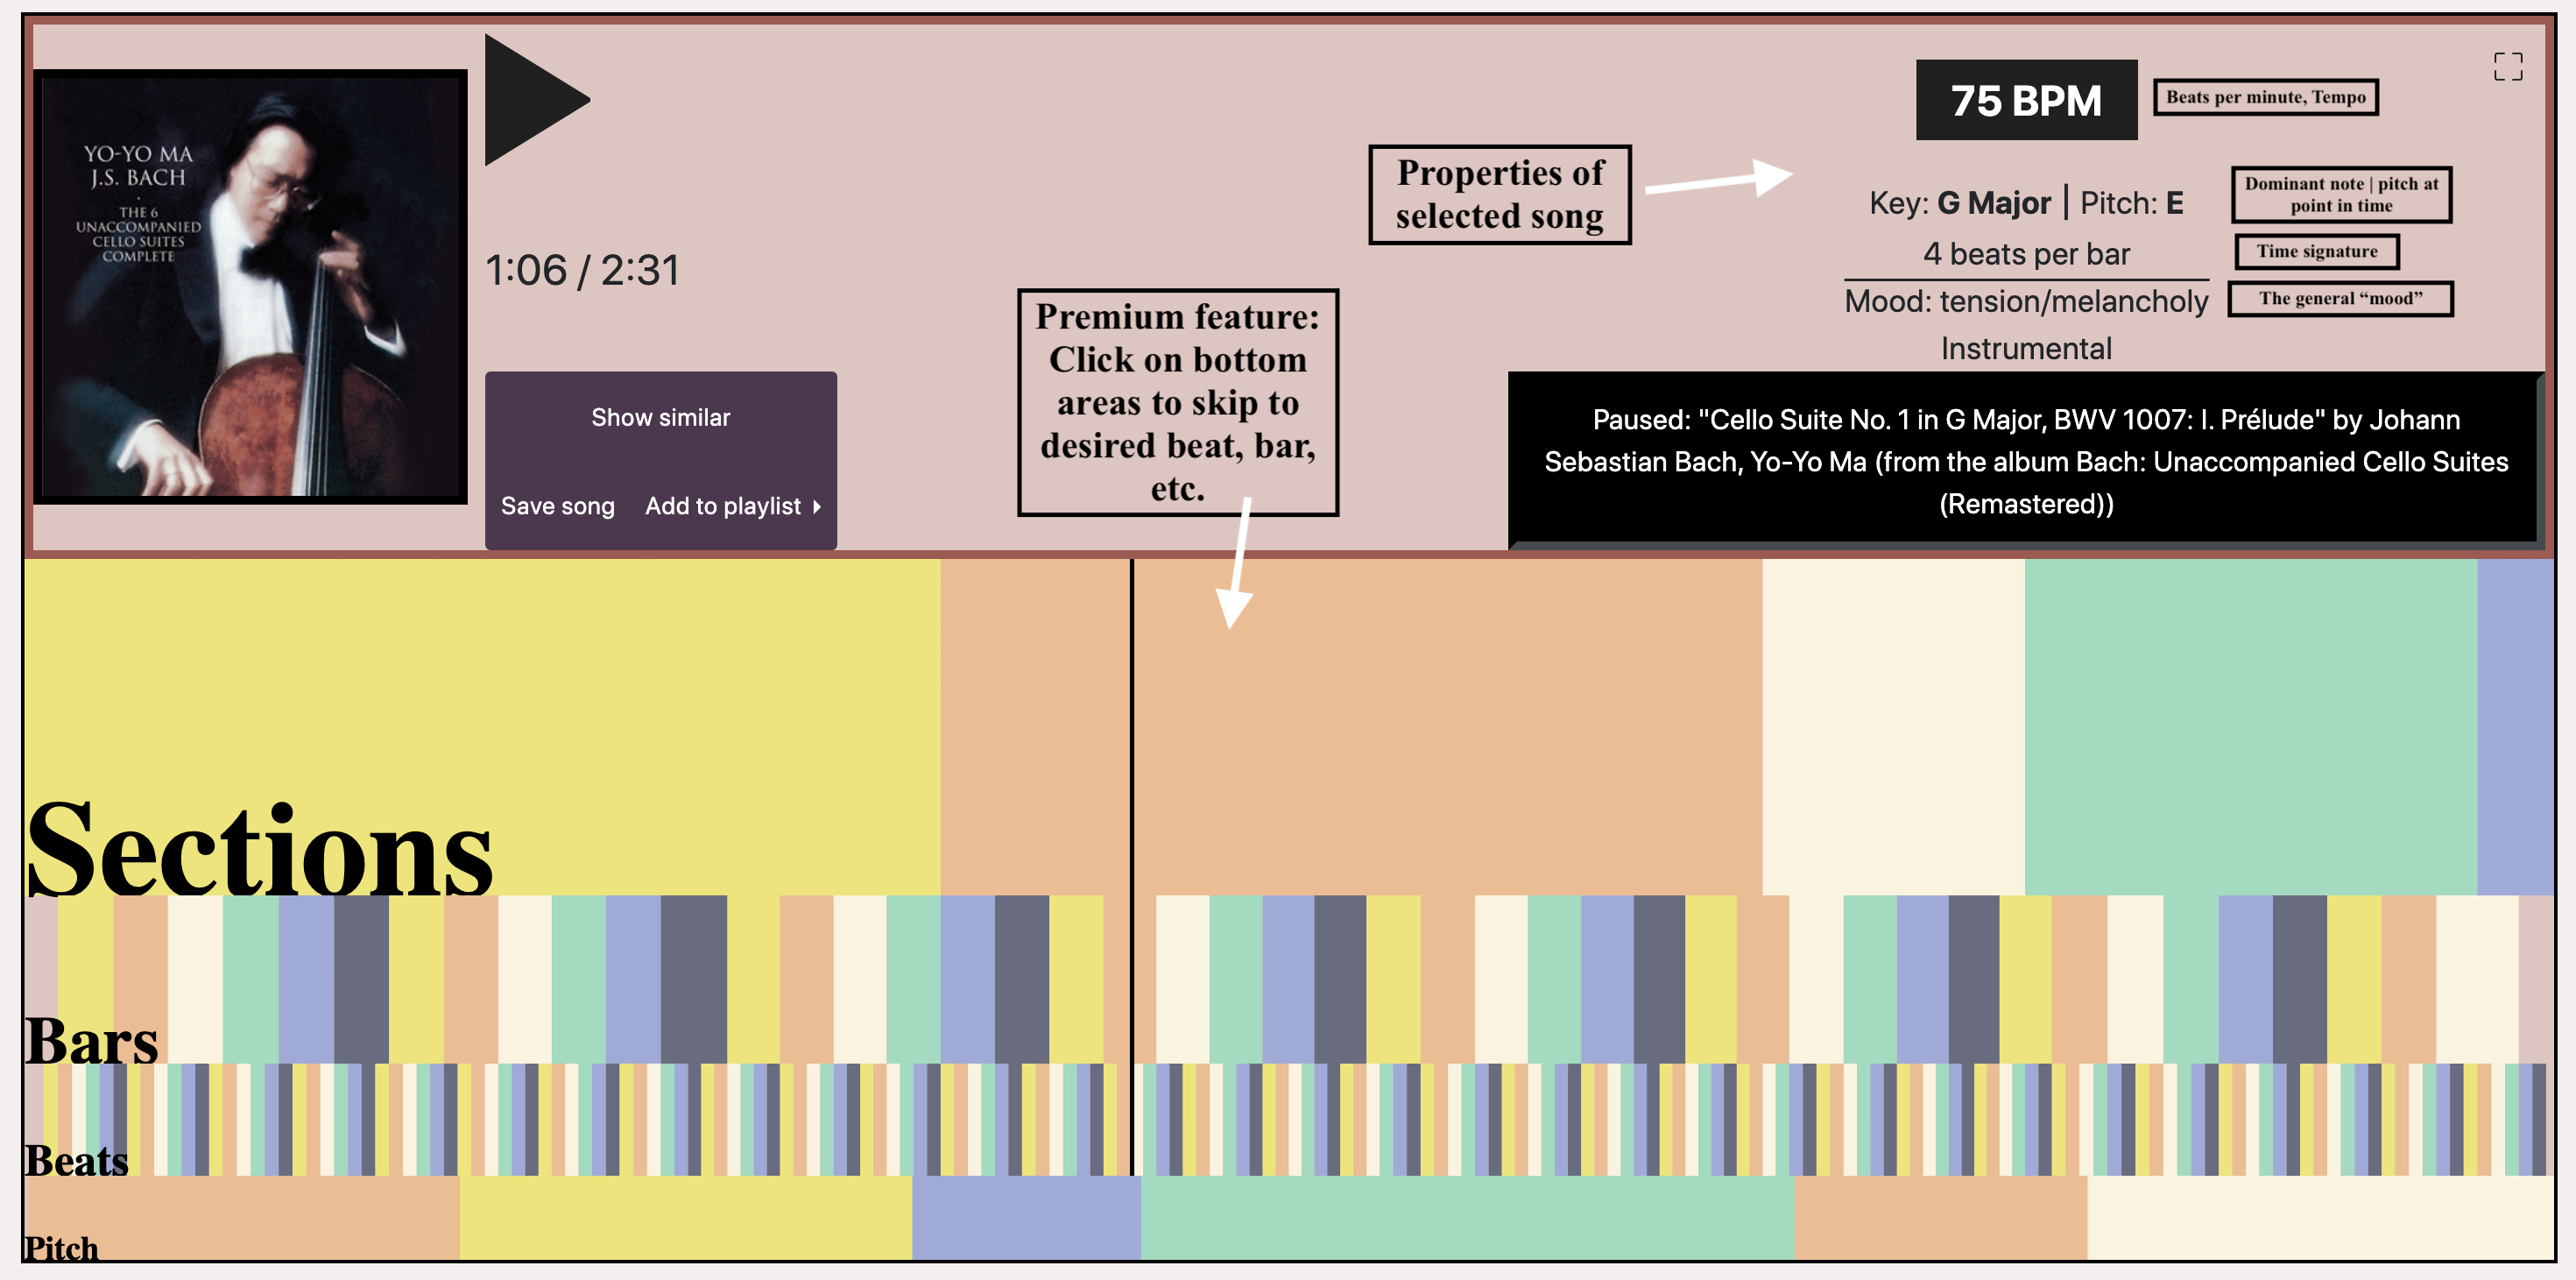 YO-YO MA
J.S. BACH
·
THE 6
UNACCOMPANIED
CELLO SUITES
COMPLETE
1:06 / 2:31
Show similar
Save song Add to playlist
Premium feature:
Click on bottom
areas to skip to
desired beat, bar,
etc.
Properties of
selected song
75 BPM
Beats per minute, Tempo
Key: G Major | Pitch: E
Dominant note | pitch at
point in time
4 beats per bar
Time signature
Mood: tension/melancholy
The general “mood”
Instrumental
Paused: "Cello Suite No. 1 in G Major, BWV 1007: I. Prélude" by Johann
Sebastian Bach, Yo-Yo Ma (from the album Bach: Unaccompanied Cello Suites
(Remastered))
Sections
Bars
Beats
Pitch